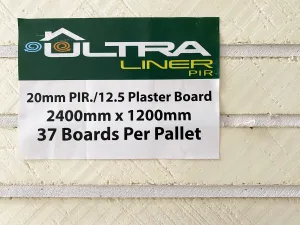 ULTRA
LINER
PIR
20mm PIR./12.5 Plaster Board
2400mm x 1200mm
37 Boards Per Pallet